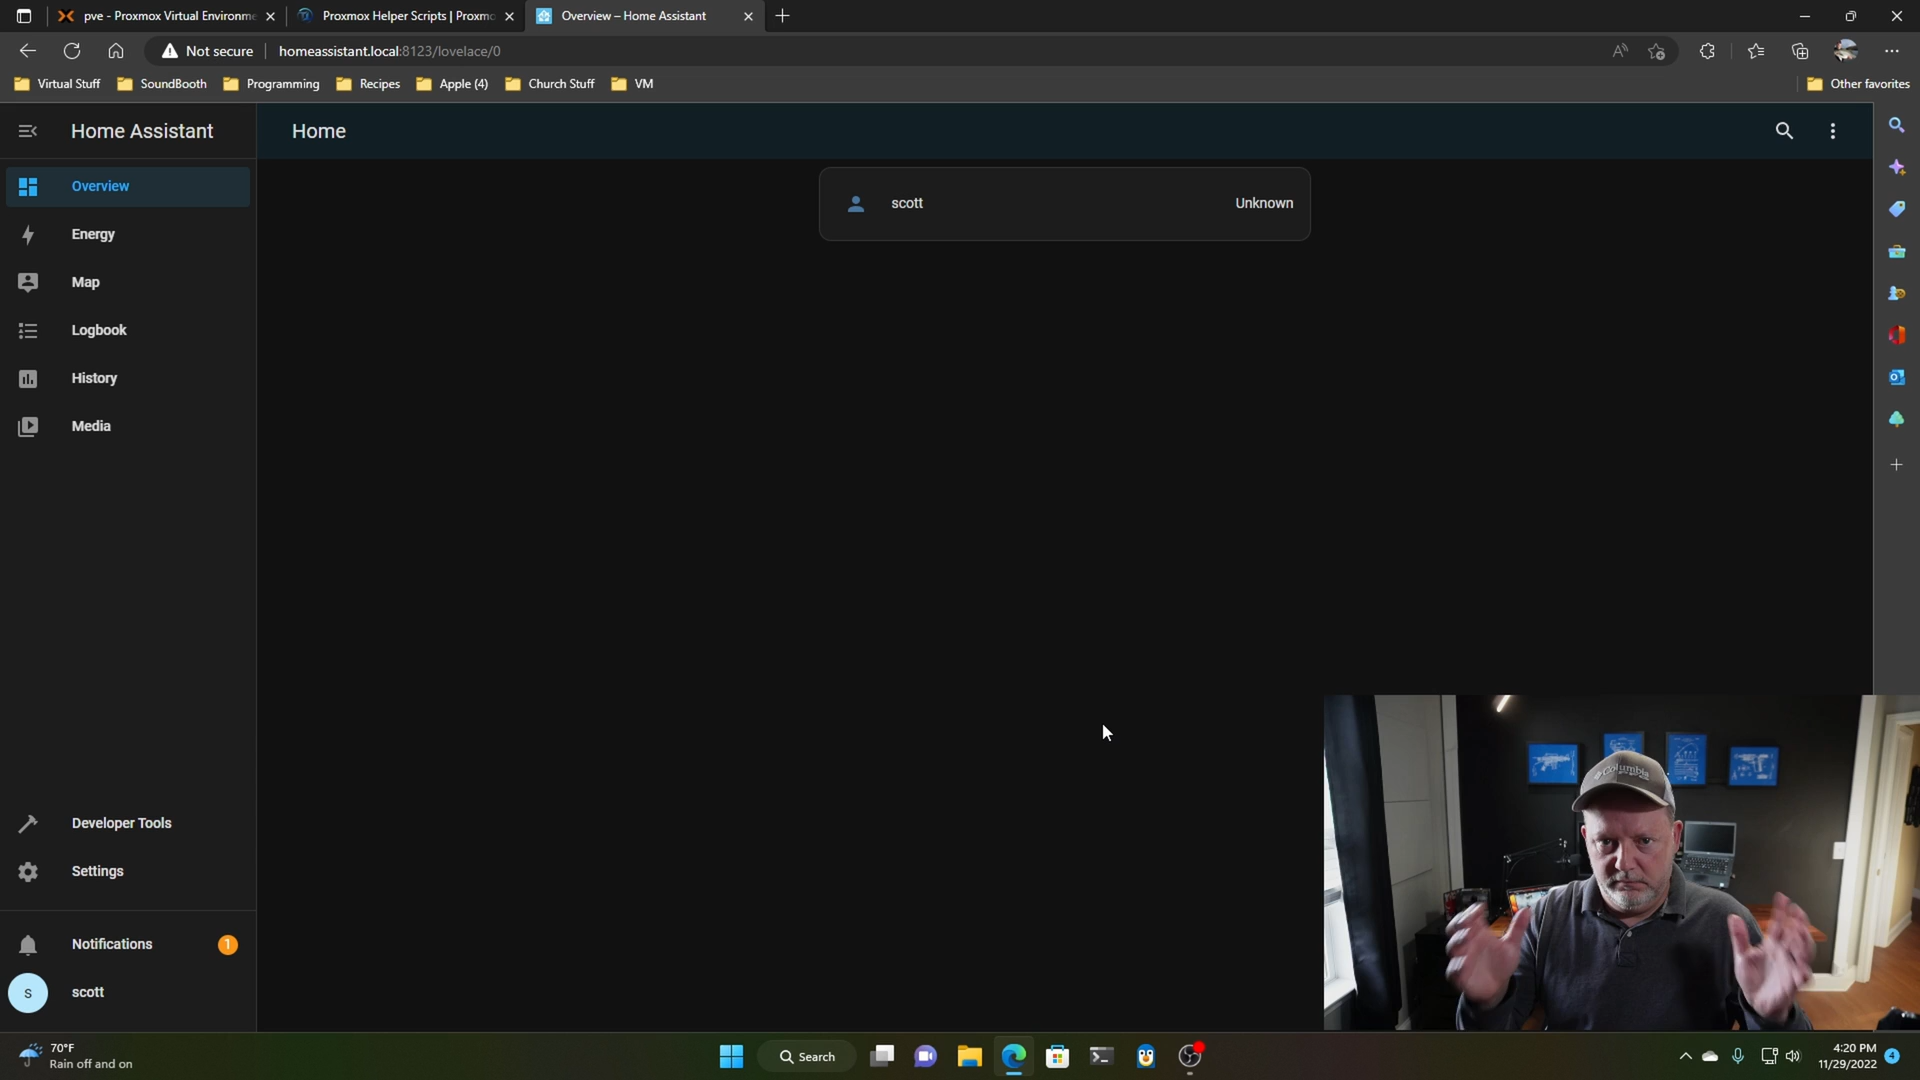 pve - Proxmox Virtual Environme
Proxmox Helper Scripts | Proxmo
Overview – Home Assistant
Not secure
homeassistant.local:8123/lovelace/0
Virtual Stuff
SoundBooth
Programming
Recipes
Apple (4)
Church Stuff
VM
Other favorites
Home Assistant
Home
Overview
scott
Unknown
Energy
Map
Logbook
History
Media
Developer Tools
Settings
Notifications
1
S
scott
Columbia
70°F
Rain off and on
Search
4:20 PM
11/29/2022
4